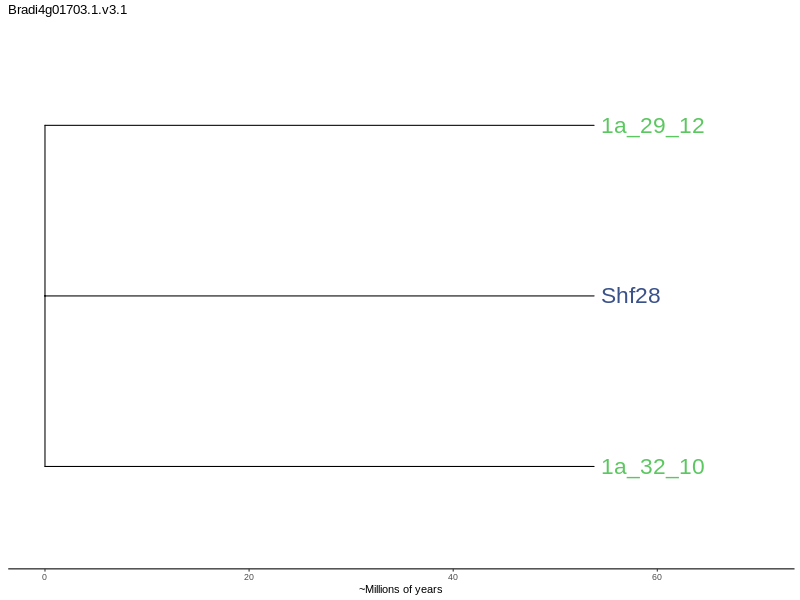 Bradi4g01703.1.v3.1
1a_29_12
Shf28
1a_32_10
0 20 40 60
~Millions of years